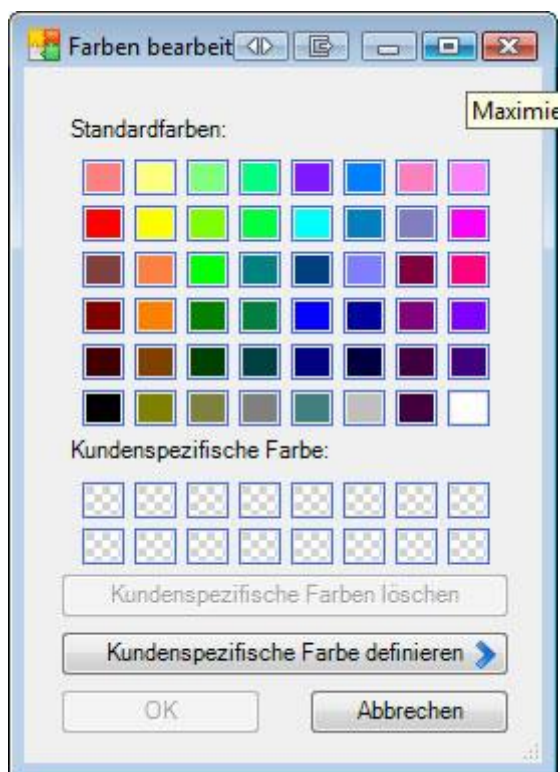 Farben bearbeit
Maximie
Standardfarben:
Kundenspezifische Farbe:
Kundenspezifische Farben löschen
Kundenspezifische Farbe definieren
OK
Abbrechen